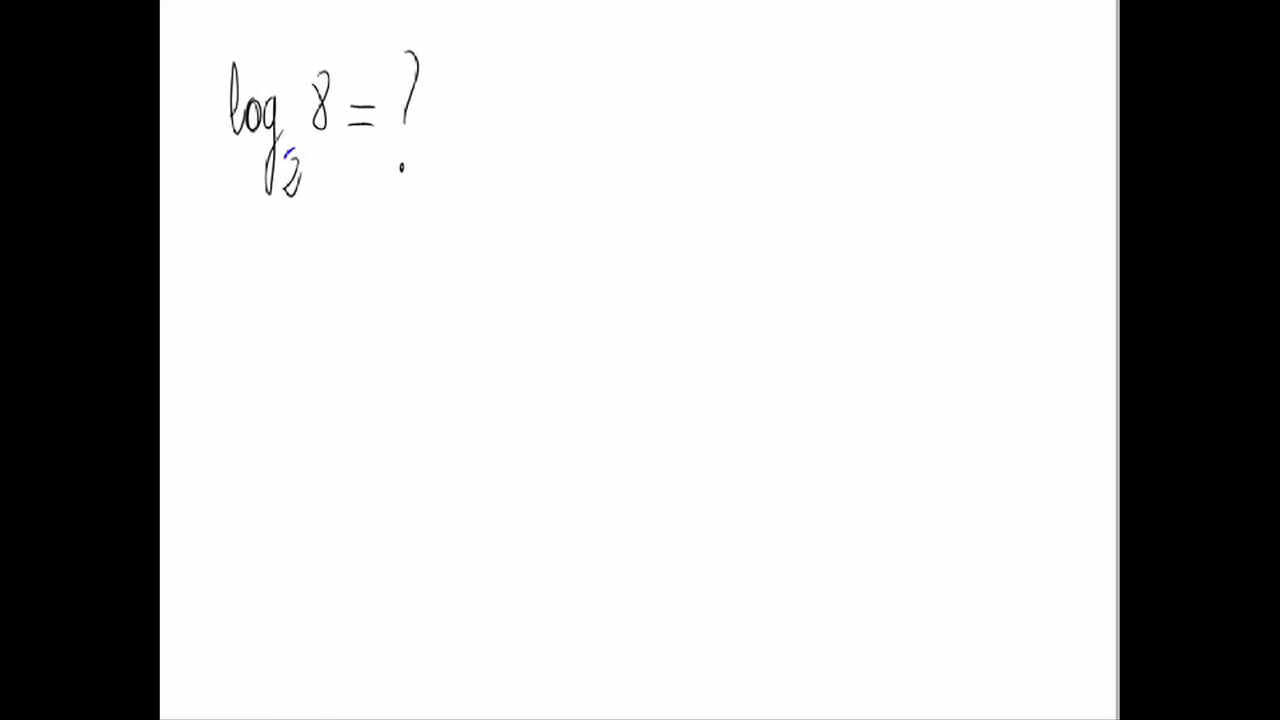 log₂ 8 = ?